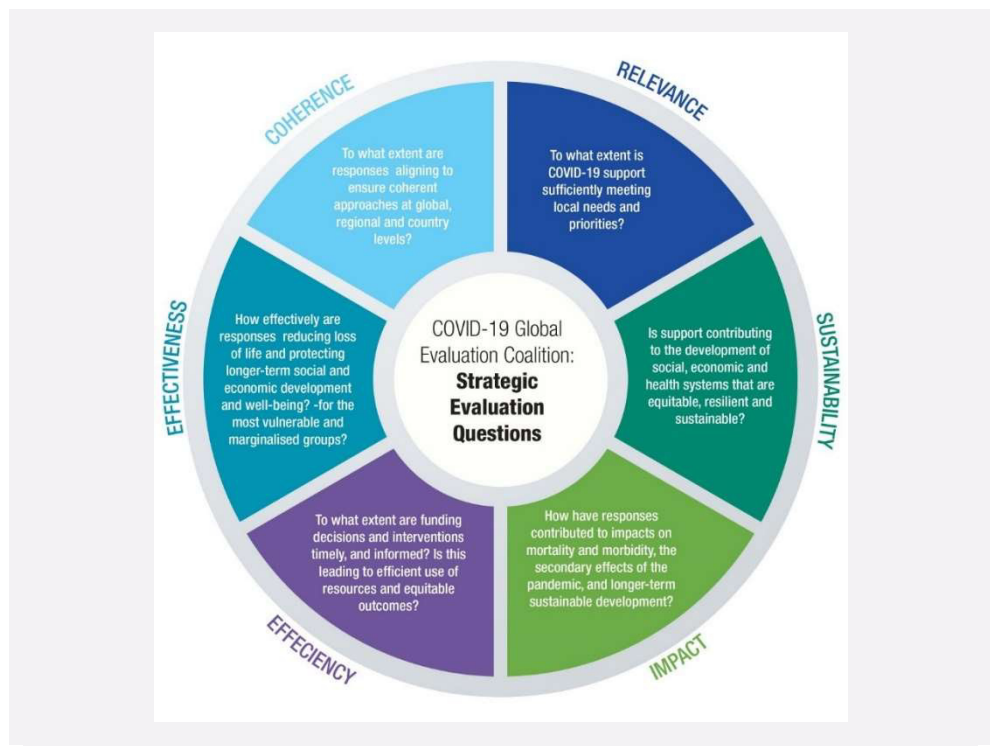 COHERENCE
To what extent are
responses aligning to
ensure coherent
approaches at global,
regional and country
levels?
RELEVANCE
To what extent is
COVID-19 support
sufficiently meeting
local needs and
priorities?
EFFECTIVENESS
How effectively are
responses reducing loss
of life and protecting
longer-term social and
economic development
and well-being? -for the
most vulnerable and
marginalised groups?
COVID-19 Global
Evaluation Coalition:
Strategic
Evaluation
Questions
SUSTAINABILITY
Is support contributing
to the development of
social, economic and
health systems that are
equitable, resilient and
sustainable?
EFFECIENCY
To what extent are funding
decisions and interventions
timely, and informed? Is this
leading to efficient use of
resources and equitable
outcomes?
IMPACT
How have responses
contributed to impacts on
mortality and morbidity, the
secondary effects of the
pandemic, and longer-term
sustainable development?